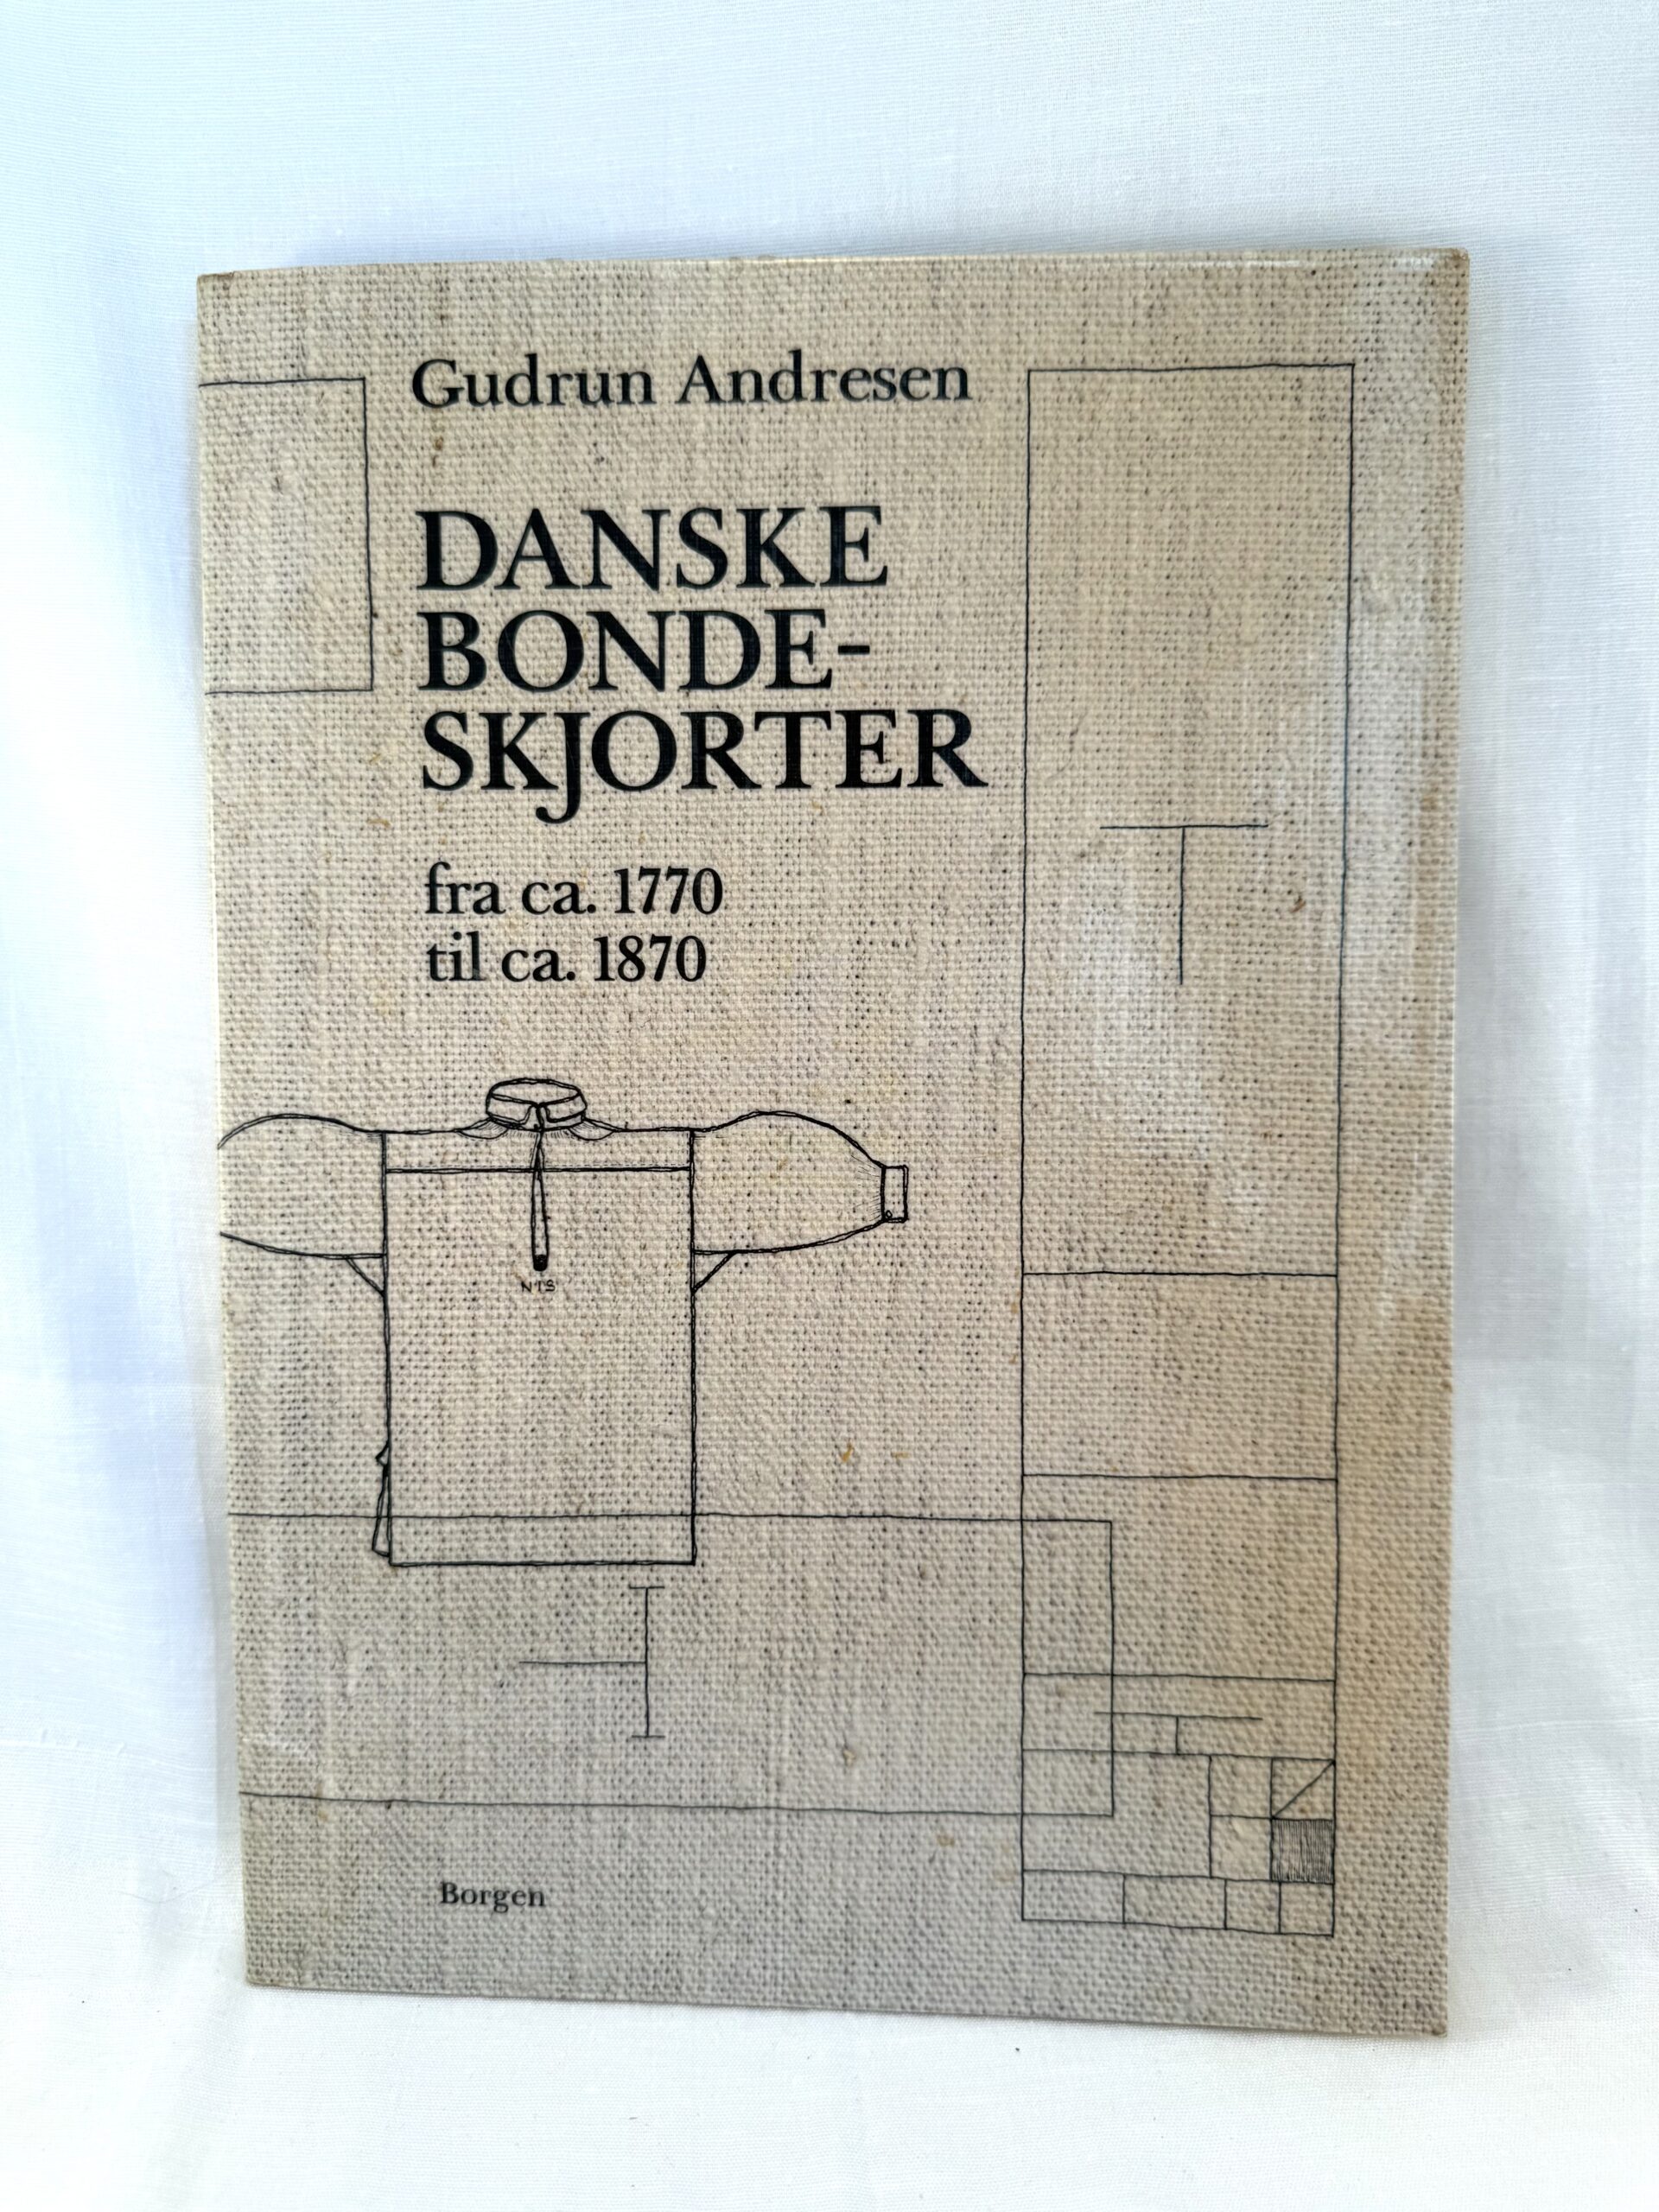 Gudrun Andresen
DANSKE
BONDE-
SKJORTER
fra ca. 1770
til ca. 1870
NTS
Borgen